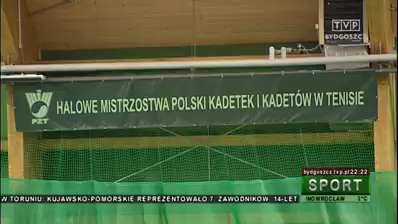 TVP
BYDGOSZCZ
PZT
HALOWE MISTRZOSTWA POLSKI KADETEK I KADETÓW W TENISIE
bydgoszcz.tvp.pl 22:22
SPORT
W TORUNIU: KUJAWSKO-POMORSKIE REPREZENTOWAŁO 7 ZAWODNIKÓW 14-LET
INOWROCŁAW 1°C